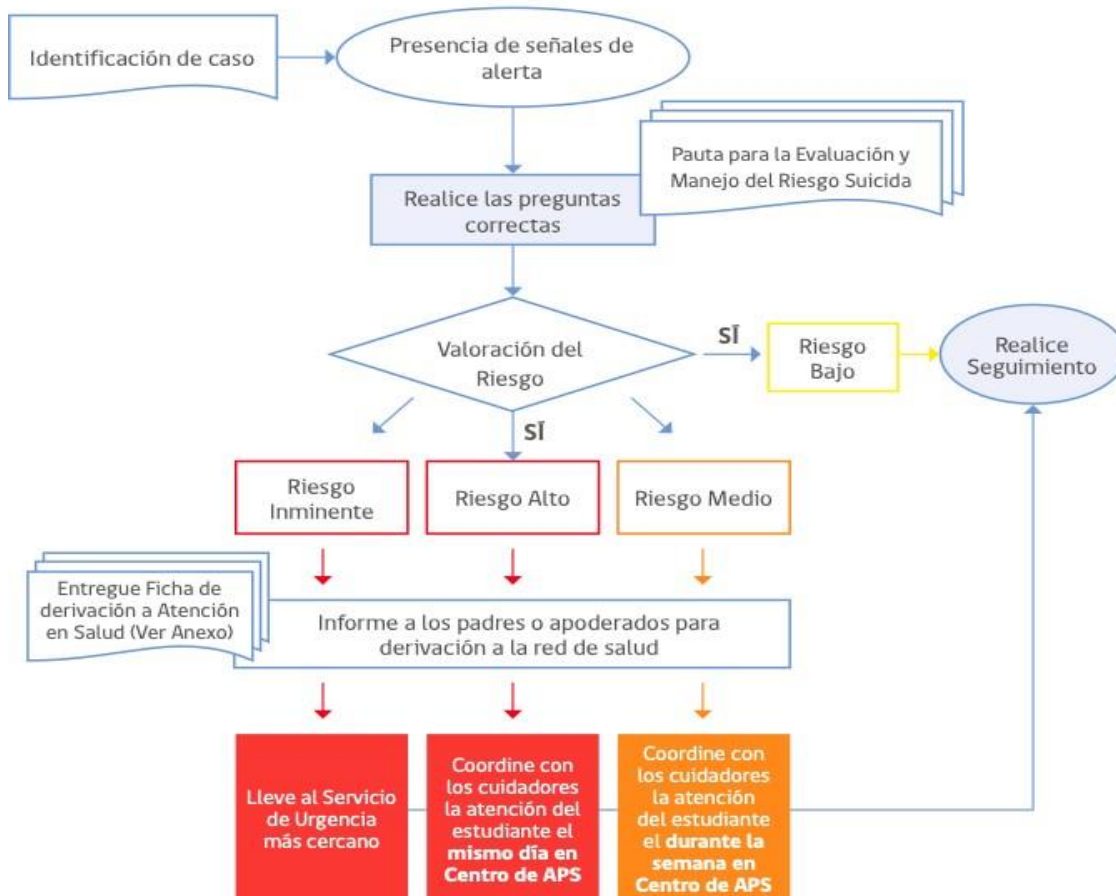 Identificación de caso
Presencia de señales de
alerta
Pauta para la Evaluación y
Manejo del Riesgo Suicida
Realice las preguntas
correctas
Valoración del
Riesgo
SÍ
Riesgo
Bajo
Realice
Seguimiento
SÍ
Riesgo
Inminente
Riesgo Alto
Riesgo Medio
Entregue Ficha de
derivación a Atención
en Salud (Ver Anexo)
Informe a los padres o apoderados para
derivación a la red de salud
Lleve al Servicio
de Urgencia
más cercano
Coordine con
los cuidadores
la atención del
estudiante el
mismo día en
Centro de APS
Coordine con
los cuidadores
la atención
del estudiante
el durante la
semana en
Centro de APS